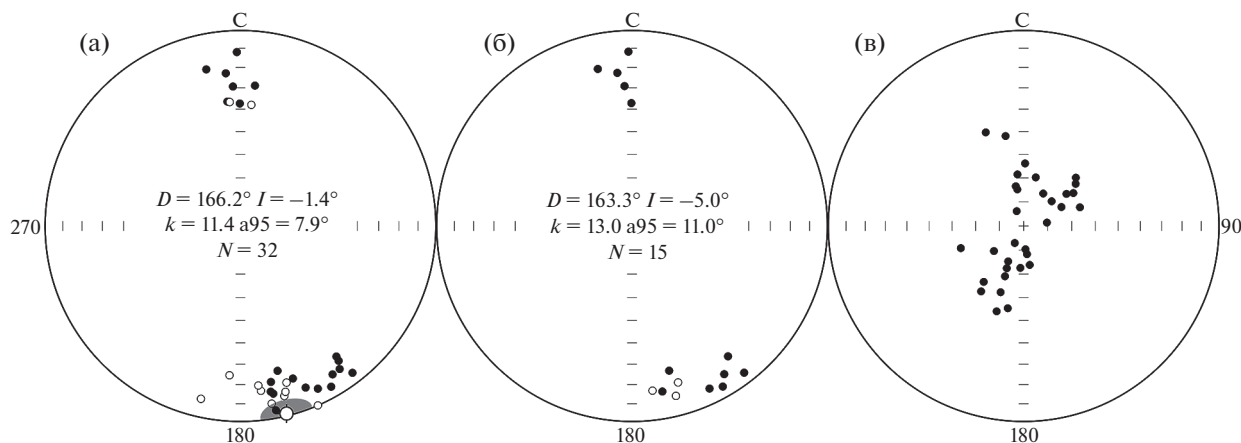 (а) С (б) С (в) С
D = 166.2° I = −1.4°
k = 11.4 a95 = 7.9°
N = 32
D = 163.3° I = −5.0°
k = 13.0 a95 = 11.0°
N = 15
270 90
180 180 180